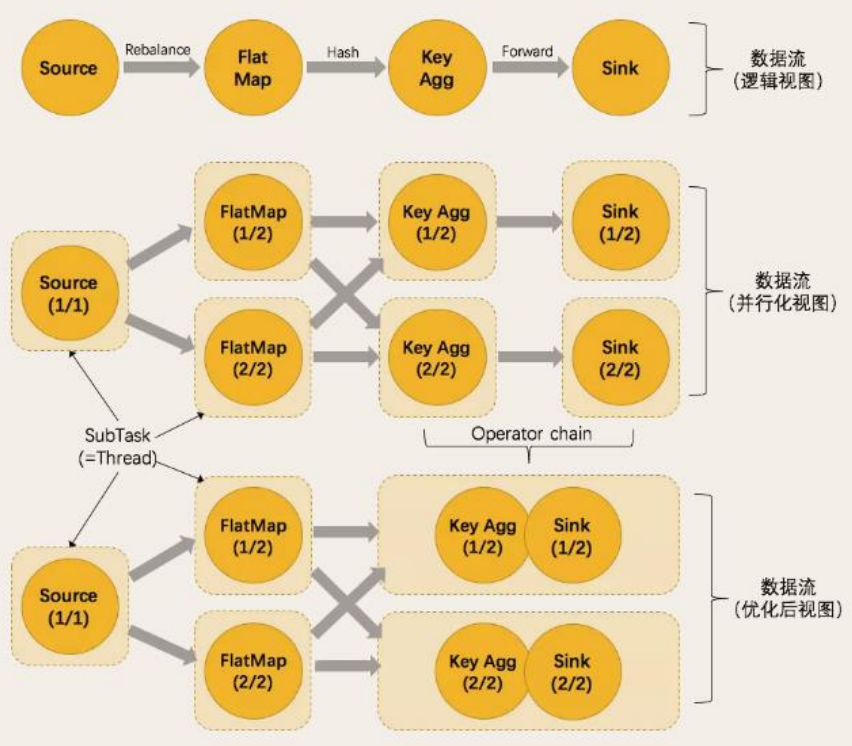 Source
Rebalance
Flat
Map
Hash
Key
Agg
Forward
Sink
数据流
（逻辑视图）
Source
(1/1)
FlatMap
(1/2)
Key Agg
(1/2)
Sink
(1/2)
FlatMap
(2/2)
Key Agg
(2/2)
Sink
(2/2)
数据流
（并行化视图）
SubTask
(=Thread)
Operator chain
Source
(1/1)
FlatMap
(1/2)
Key Agg
(1/2)
Sink
(1/2)
FlatMap
(2/2)
Key Agg
(2/2)
Sink
(2/2)
数据流
（优化后视图）